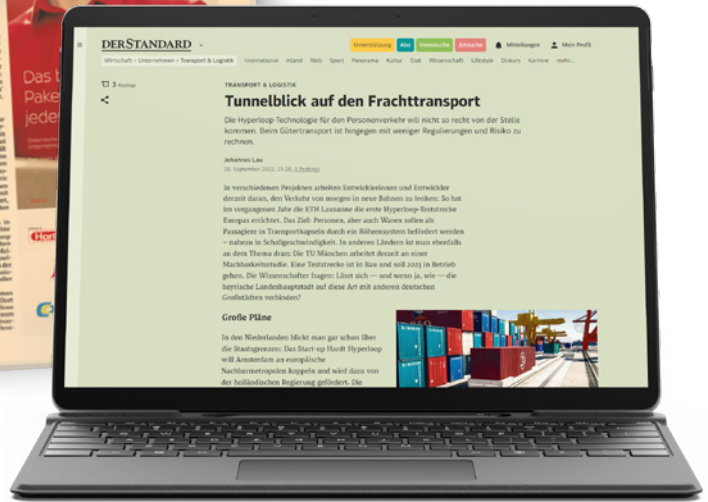 Das b
Pake
jede
DERSTANDARD
Unterstützung Abo Immosuche Jobsuche Mitteilungen Mein Profil
Wirtschaft › Unternehmen › Transport & Logistik International Inland Web Sport Panorama Kultur Etat Wissenschaft Lifestyle Diskurs Karriere mehr…
3 Postings
TRANSPORT & LOGISTIK
Tunnelblick auf den Frachttransport
Die Hyperloop-Technologie für den Personenverkehr will nicht so recht von der Stelle
kommen. Beim Gütertransport ist hingegen mit weniger Regulierungen und Risiko zu
rechnen.
Johannes Lau
26. September 2022, 15:26, 3 Postings
In verschiedenen Projekten arbeiten Entwicklerinnen und Entwickler
derzeit daran, den Verkehr von morgen in neue Bahnen zu lenken: So hat
im vergangenen Jahr die ETH Lausanne die erste Hyperloop-Teststrecke
Europas errichtet. Das Ziel: Personen, aber auch Waren sollen als
Passagiere in Transportkapseln durch ein Röhrensystem befördert werden
– nahezu in Schallgeschwindigkeit. In anderen Ländern ist man ebenfalls
an dem Thema dran: Die TU München arbeitet derzeit an einer
Machbarkeitsstudie. Eine Teststrecke ist in Bau und soll 2023 in Betrieb
gehen. Die Wissenschafter fragen: Lässt sich — und wenn ja, wie — die
bayrische Landeshauptstadt auf diese Art mit anderen deutschen
Großstädten verbinden?
Große Pläne
In den Niederlanden blickt man gar schon über
die Staatsgrenzen: Das Start-up Hardt Hyperloop
will Amsterdam an europäische
Nachbarmetropolen koppeln und wird dazu von
der holländischen Regierung gefördert. Die